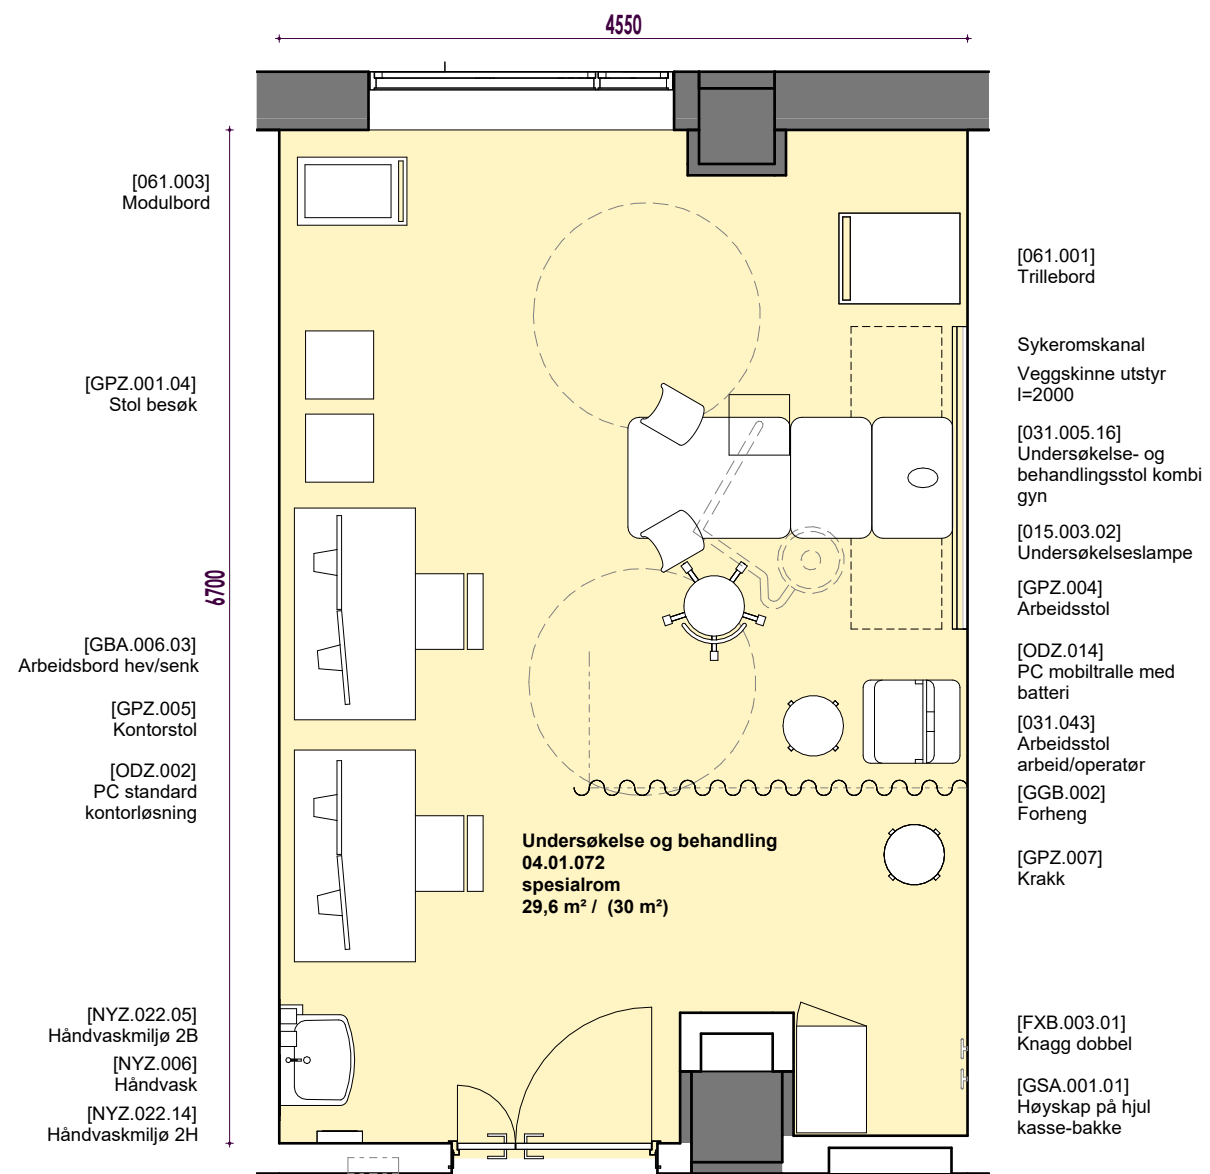 4550
6700
[061.003]
Modulbord
[GPZ.001.04]
Stol besøk
[GBA.006.03]
Arbeidsbord hev/senk
[GPZ.005]
Kontorstol
[ODZ.002]
PC standard
kontorløsning
[NYZ.022.05]
Håndvaskmiljø 2B
[NYZ.006]
Håndvask
[NYZ.022.14]
Håndvaskmiljø 2H
Undersøkelse og behandling
04.01.072
spesialrom
29,6 m² / (30 m²)
[061.001]
Trillebord
Sykeromskanal
Veggskinne utstyr
l=2000
[031.005.16]
Undersøkelse- og
behandlingsstol kombi
gyn
[015.003.02]
Undersøkelseslampe
[GPZ.004]
Arbeidsstol
[ODZ.014]
PC mobiltralle med
batteri
[031.043]
Arbeidsstol
arbeid/operatør
[GGB.002]
Forheng
[GPZ.007]
Krakk
[FXB.003.01]
Knagg dobbel
[GSA.001.01]
Høyskap på hjul
kasse-bakke